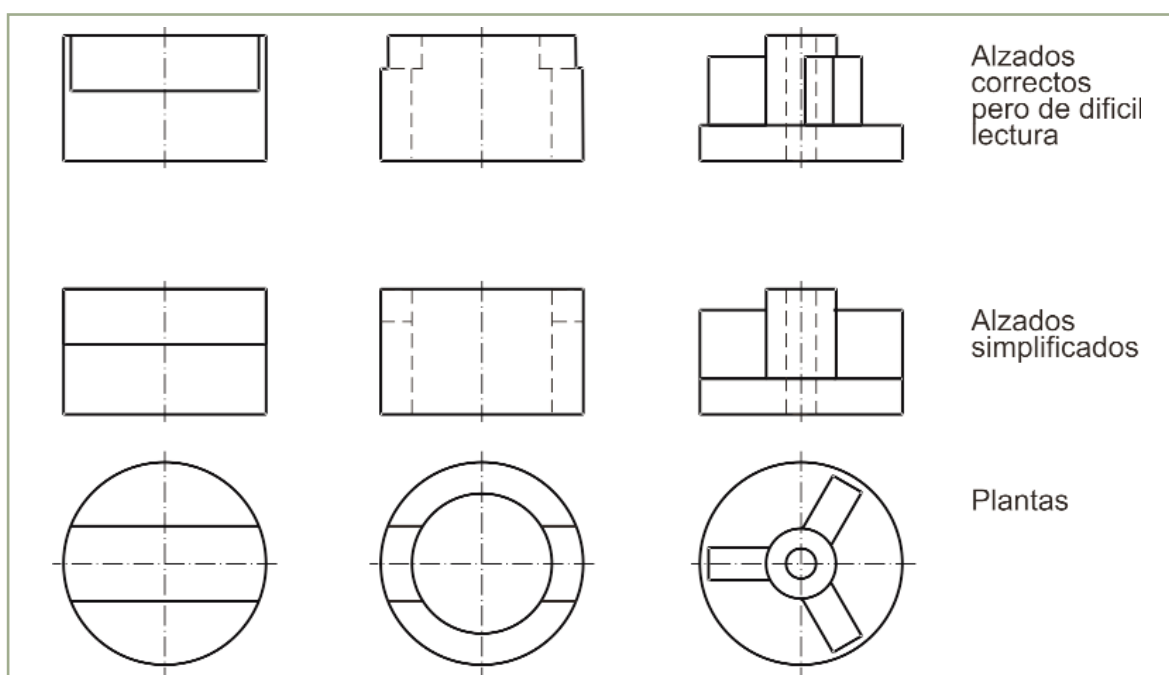 Alzados
correctos
pero de dificil
lectura
Alzados
simplificados
Plantas